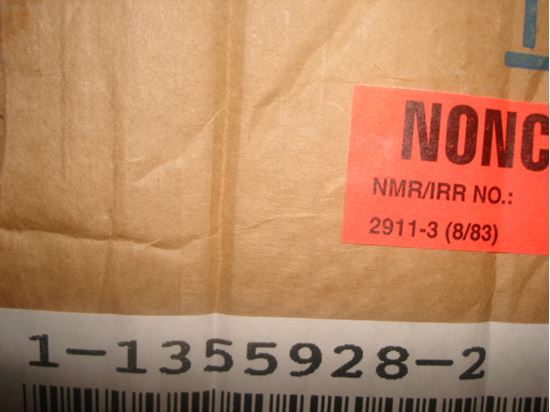 NONC
NMR/IRR NO.:
2911-3 (8/83)
1-1355928-2